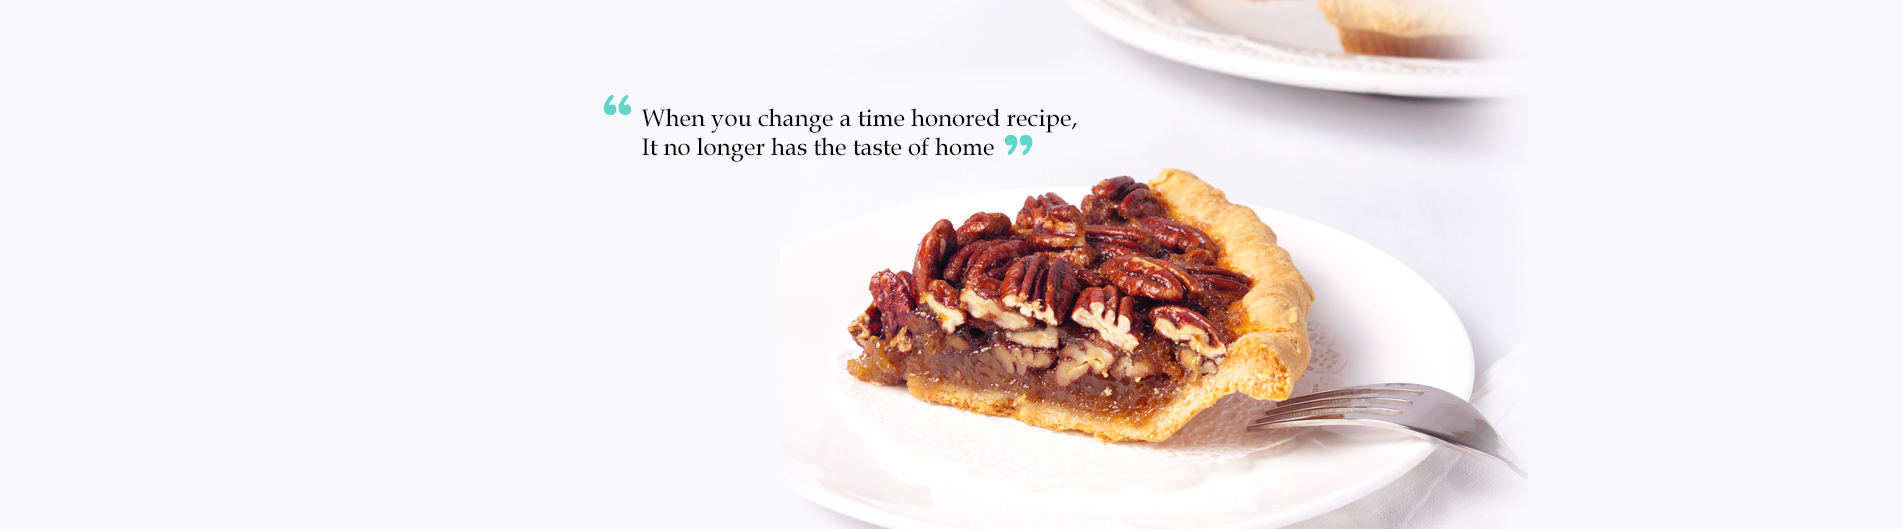 “ When you change a time honored recipe,
It no longer has the taste of home ”